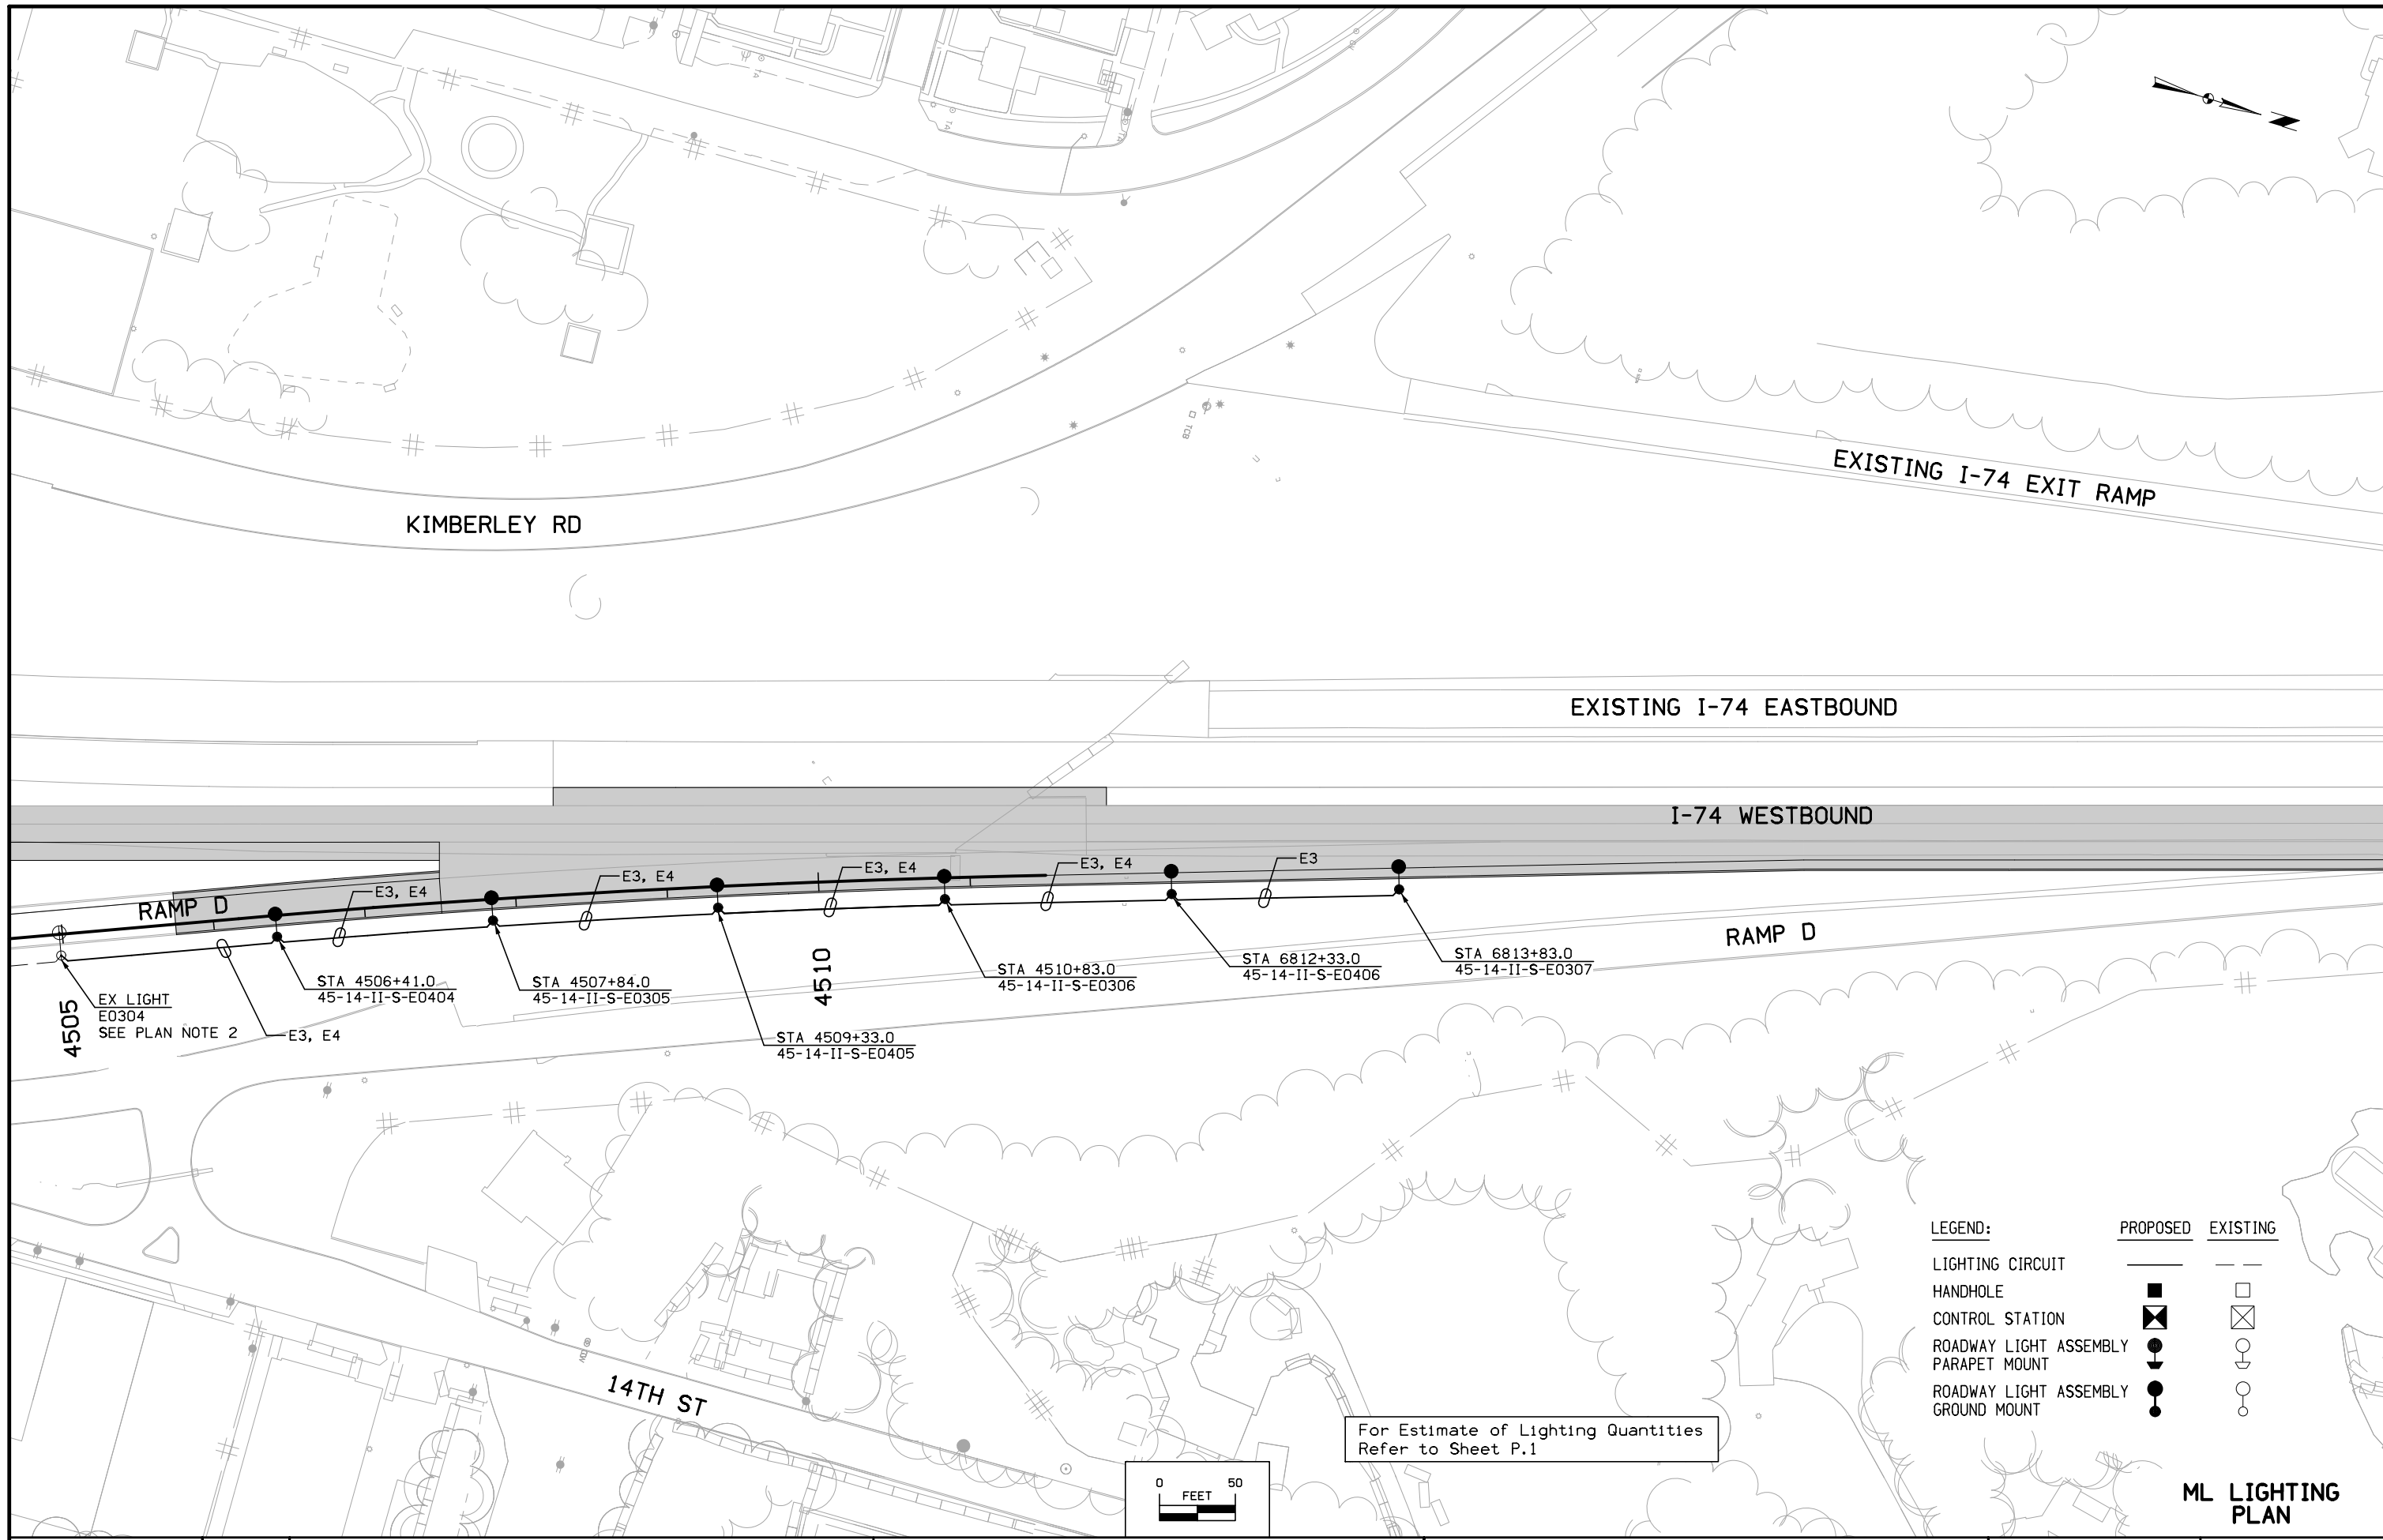 TA
TA
TA
N
TCB
EXISTING I-74 EXIT RAMP
KIMBERLEY RD
EXISTING I-74 EASTBOUND
I-74 WESTBOUND
E3, E4
E3, E4
E3, E4
E3, E4
E3
RAMP D
RAMP D
STA 4506+41.0
45-14-II-S-E0404
STA 4507+84.0
45-14-II-S-E0305
STA 4509+33.0
45-14-II-S-E0405
4510
STA 4510+83.0
45-14-II-S-E0306
STA 6812+33.0
45-14-II-S-E0406
STA 6813+83.0
45-14-II-S-E0307
4505
EX LIGHT
E0304
SEE PLAN NOTE 2
E3, E4
14TH ST
LEGEND: PROPOSED EXISTING
LIGHTING CIRCUIT
HANDHOLE
CONTROL STATION
ROADWAY LIGHT ASSEMBLY
PARAPET MOUNT
ROADWAY LIGHT ASSEMBLY
GROUND MOUNT
For Estimate of Lighting Quantities
Refer to Sheet P.1
0 50
FEET
ML LIGHTING
PLAN